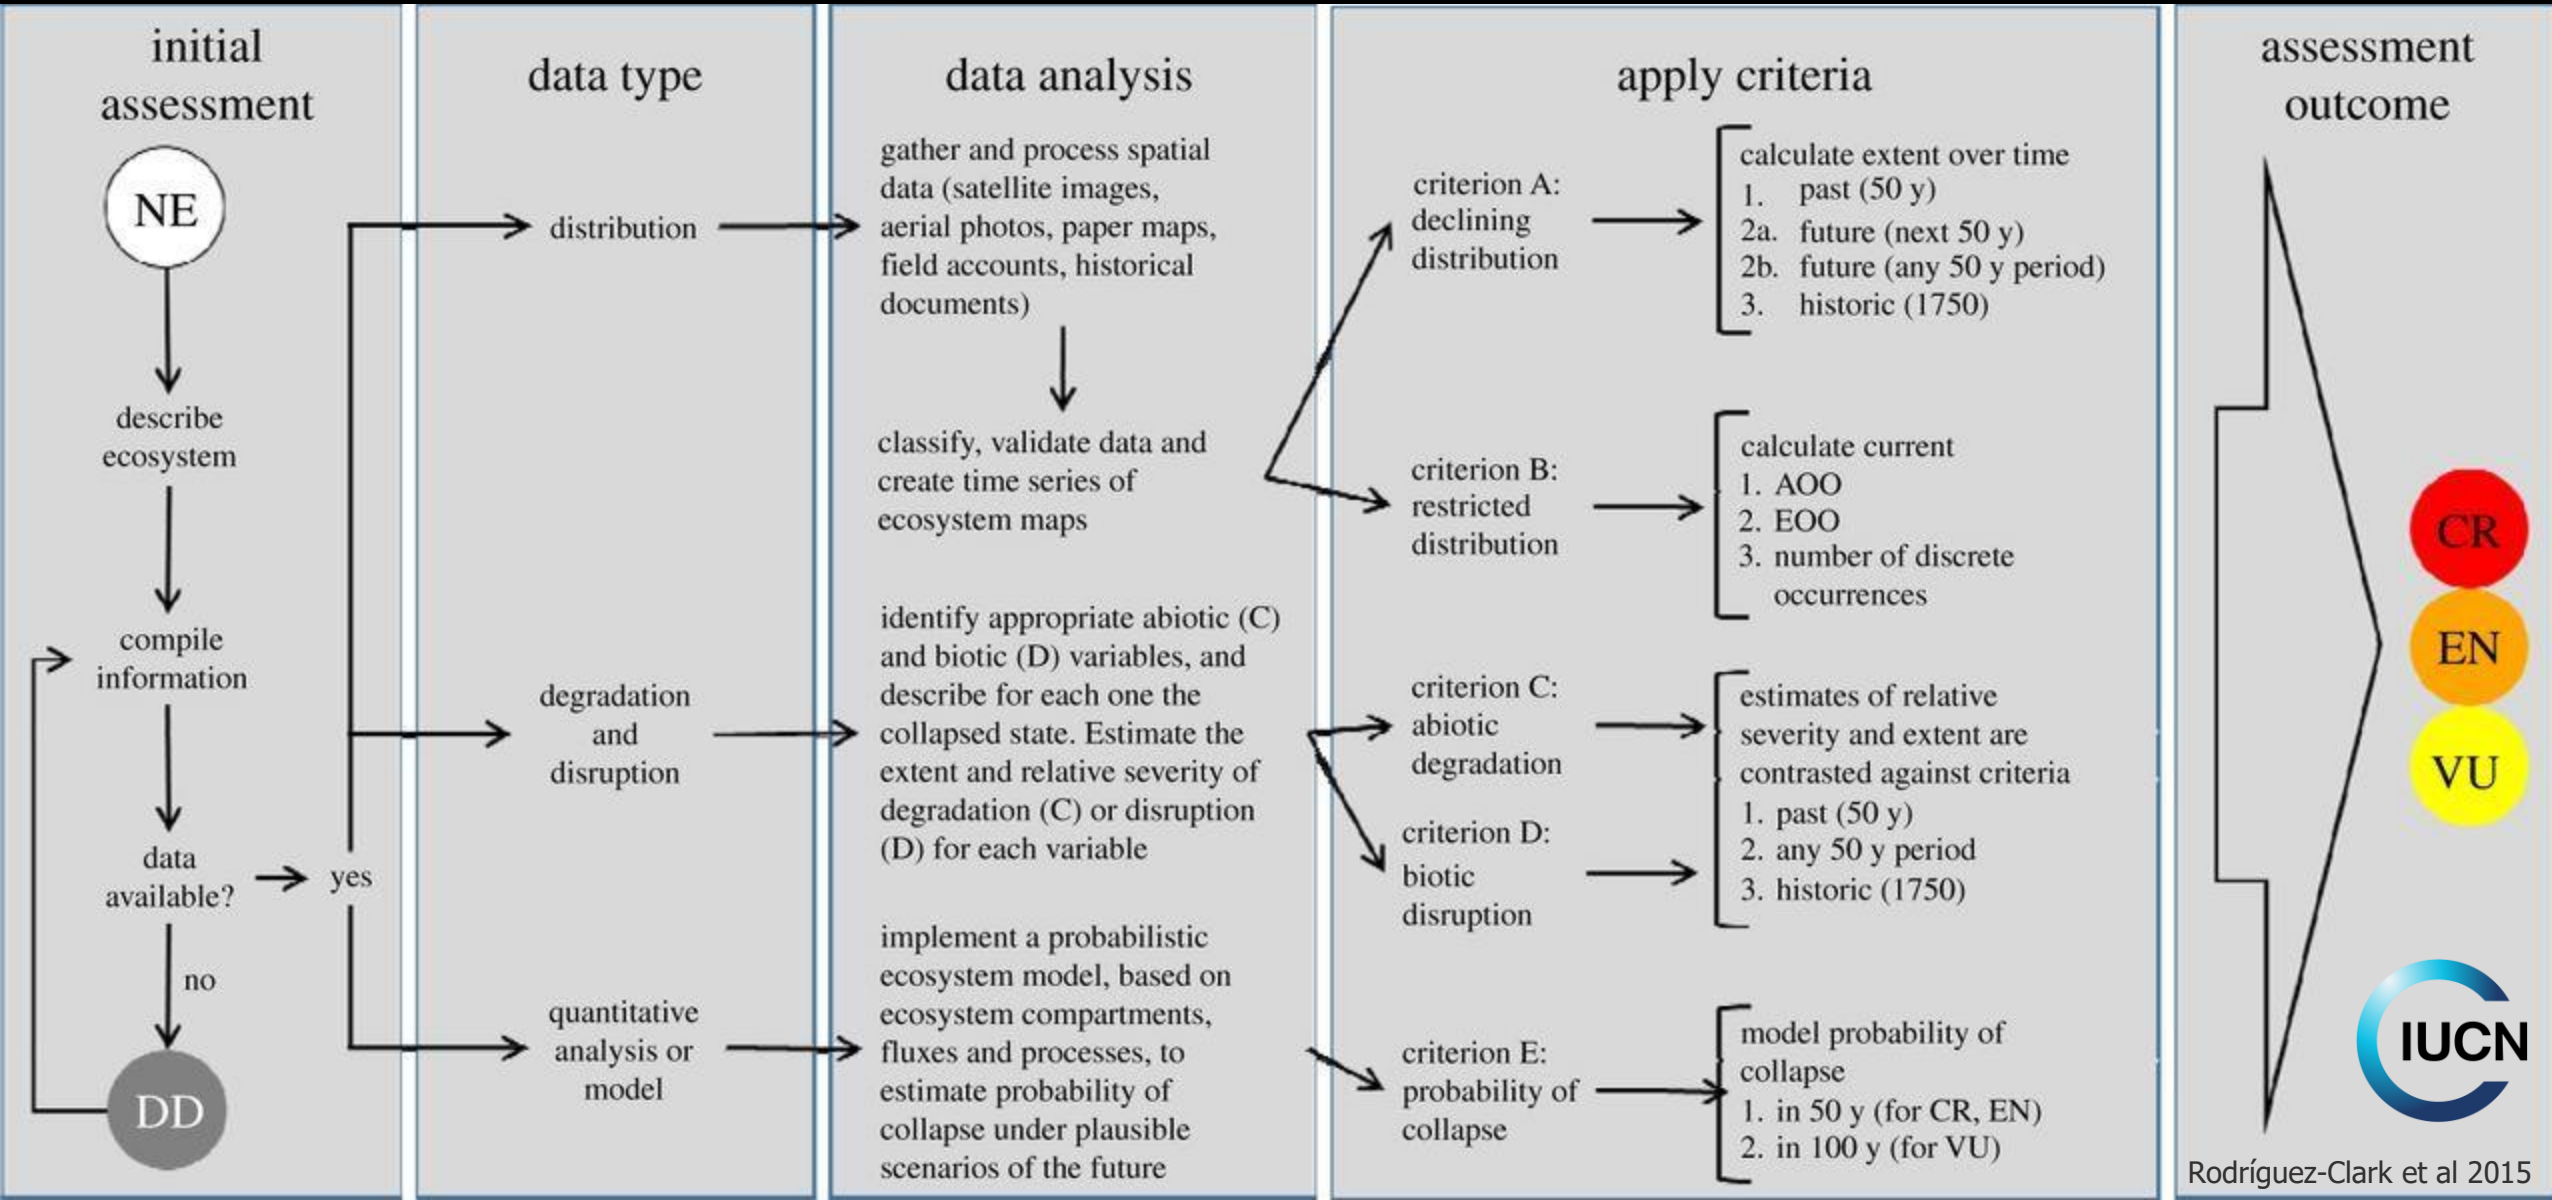 initial
assessment
NE
describe
ecosystem
compile
information
data
available?
yes
no
DD
data type
distribution
degradation
and
disruption
quantitative
analysis or
model
data analysis
gather and process spatial
data (satellite images,
aerial photos, paper maps,
field accounts, historical
documents)
classify, validate data and
create time series of
ecosystem maps
identify appropriate abiotic (C)
and biotic (D) variables, and
describe for each one the
collapsed state. Estimate the
extent and relative severity of
degradation (C) or disruption
(D) for each variable
implement a probabilistic
ecosystem model, based on
ecosystem compartments,
fluxes and processes, to
estimate probability of
collapse under plausible
scenarios of the future
apply criteria
criterion A:
declining
distribution
calculate extent over time
1. past (50 y)
2a. future (next 50 y)
2b. future (any 50 y period)
3. historic (1750)
criterion B:
restricted
distribution
calculate current
1. AOO
2. EOO
3. number of discrete
occurrences
criterion C:
abiotic
degradation
criterion D:
biotic
disruption
estimates of relative
severity and extent are
contrasted against criteria
1. past (50 y)
2. any 50 y period
3. historic (1750)
criterion E:
probability of
collapse
model probability of
collapse
1. in 50 y (for CR, EN)
2. in 100 y (for VU)
assessment
outcome
CR
EN
VU
IUCN
Rodríguez-Clark et al 2015